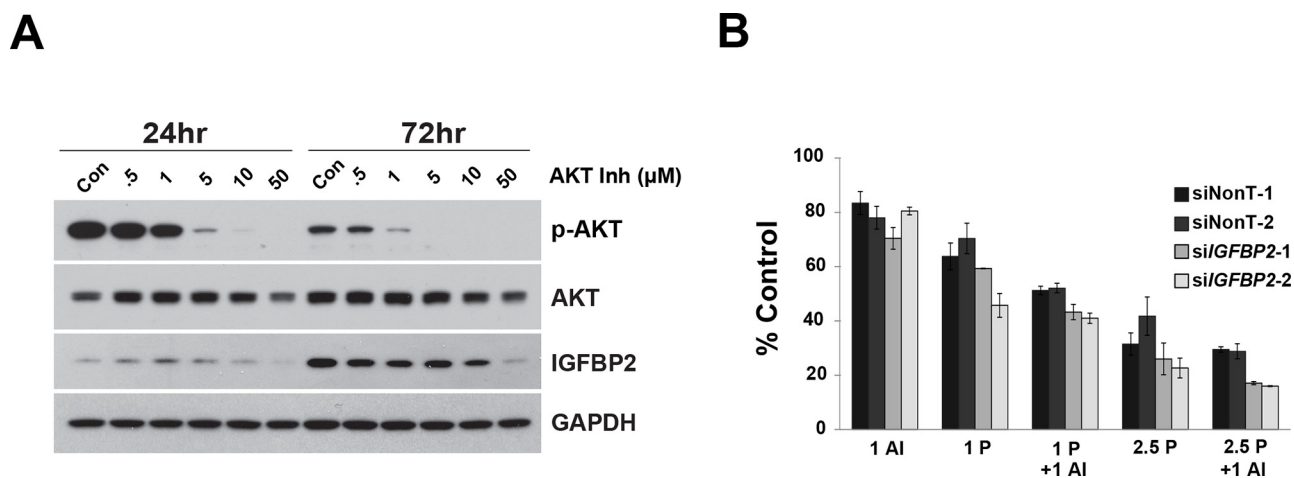 A
24hr 72hr
Con .5 1 5 10 50 Con .5 1 5 10 50 AKT Inh (µM)
p-AKT
AKT
IGFBP2
GAPDH
B
% Control
100
80
60
40
20
0
siNonT-1
siNonT-2
siIGFBP2-1
siIGFBP2-2
1 AI 1 P 1 P 2.5 P 2.5 P
+1 AI +1 AI